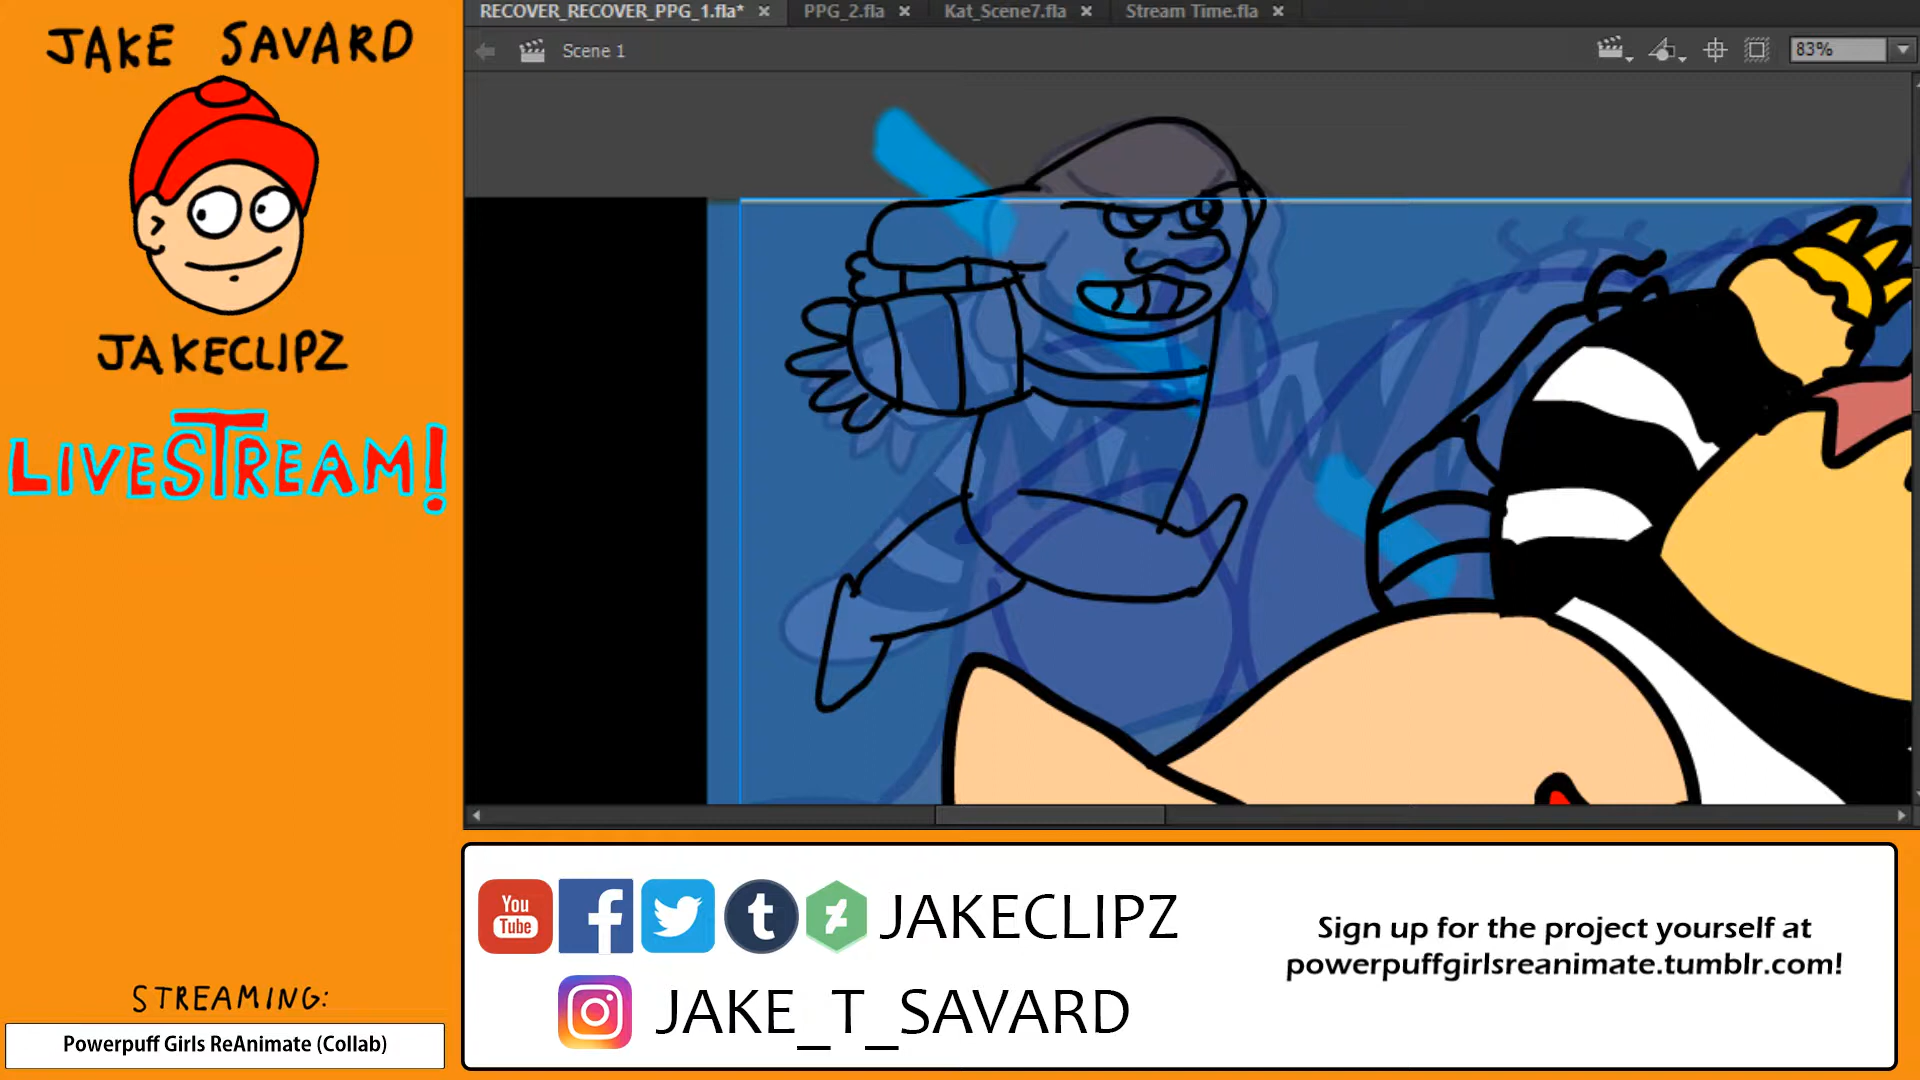 JAKE SAVARD
JAKECLIPZ
LIVESTREAM!
STREAMING:
Powerpuff Girls ReAnimate (Collab)
RECOVER_RECOVER_PPG_1.fla* × PPG_2.fla × Kat_Scene7.fla × Stream Time.fla ×
Scene 1
83%
You
Tube
JAKECLIPZ
JAKE_T_SAVARD
Sign up for the project yourself at
powerpuffgirlsreanimate.tumblr.com!